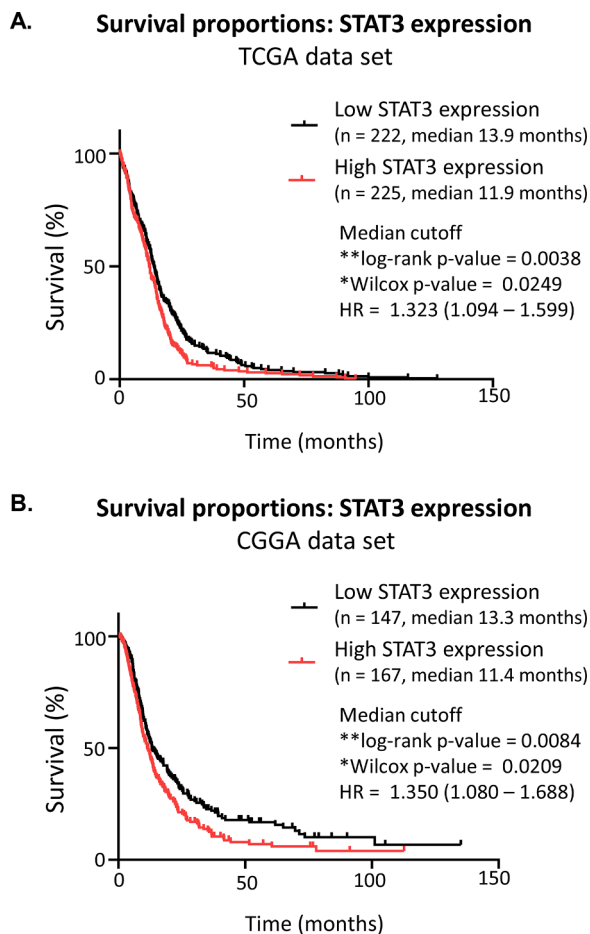 A.
Survival proportions: STAT3 expression
TCGA data set
Low STAT3 expression
(n = 222, median 13.9 months)
High STAT3 expression
(n = 225, median 11.9 months)
Median cutoff
**log-rank p-value = 0.0038
*Wilcox p-value = 0.0249
HR = 1.323 (1.094 – 1.599)
Survival (%)
100
50
0
0
50
100
150
Time (months)
B.
Survival proportions: STAT3 expression
CGGA data set
Low STAT3 expression
(n = 147, median 13.3 months)
High STAT3 expression
(n = 167, median 11.4 months)
Median cutoff
**log-rank p-value = 0.0084
*Wilcox p-value = 0.0209
HR = 1.350 (1.080 – 1.688)
Survival (%)
100
50
0
0
50
100
150
Time (months)